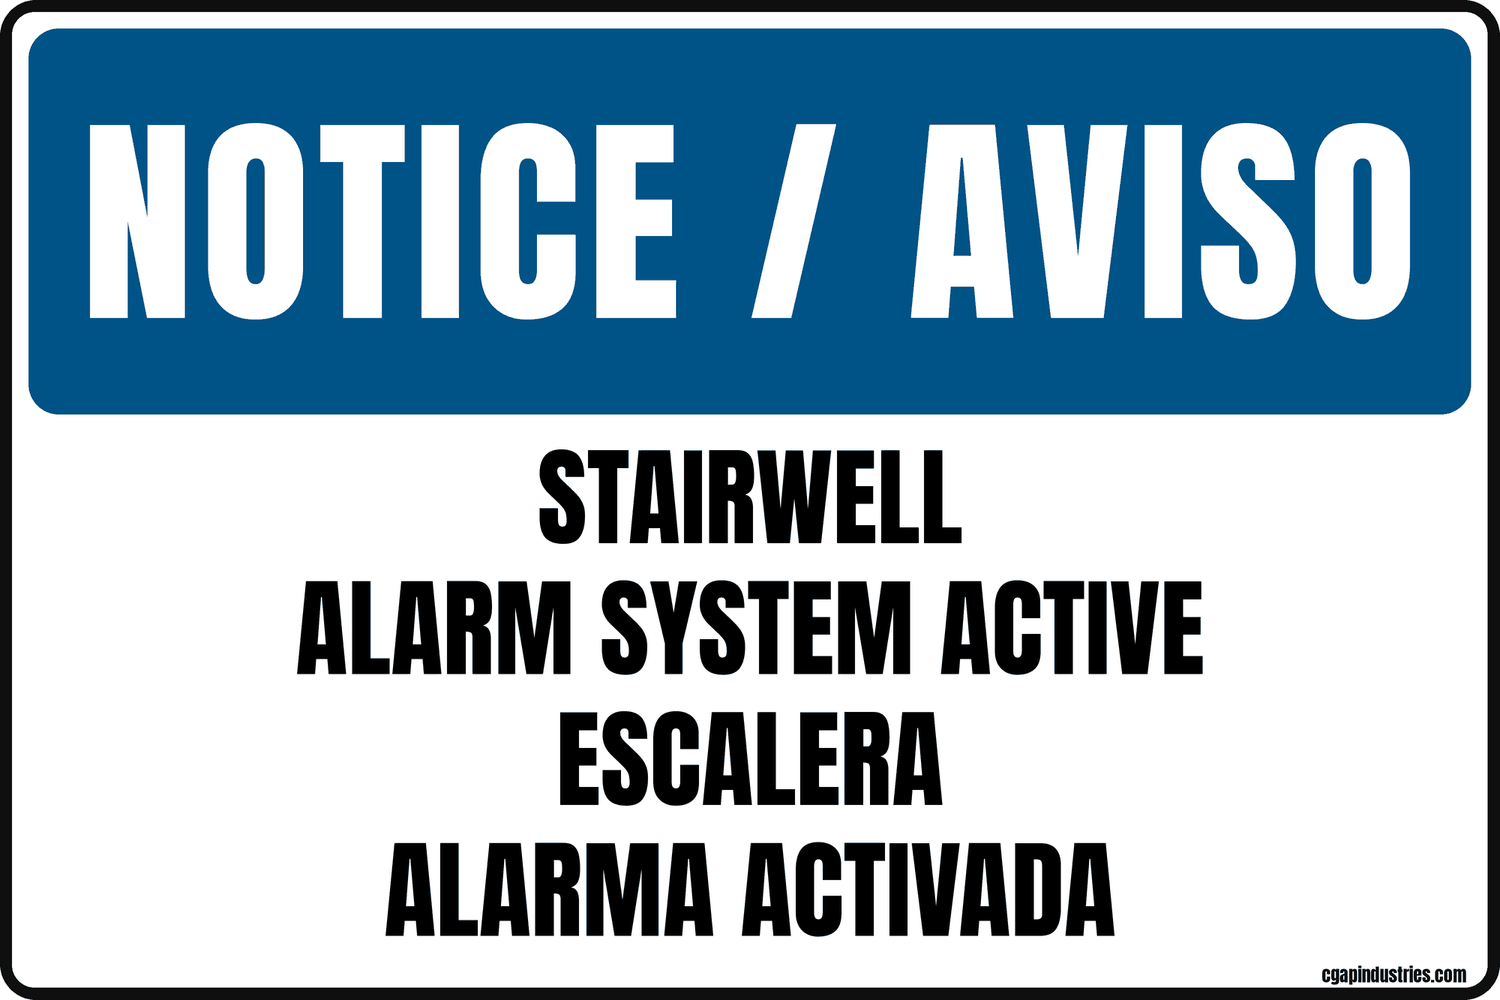 NOTICE / AVISO
STAIRWELL
ALARM SYSTEM ACTIVE
ESCALERA
ALARMA ACTIVADA
cgapindustries.com